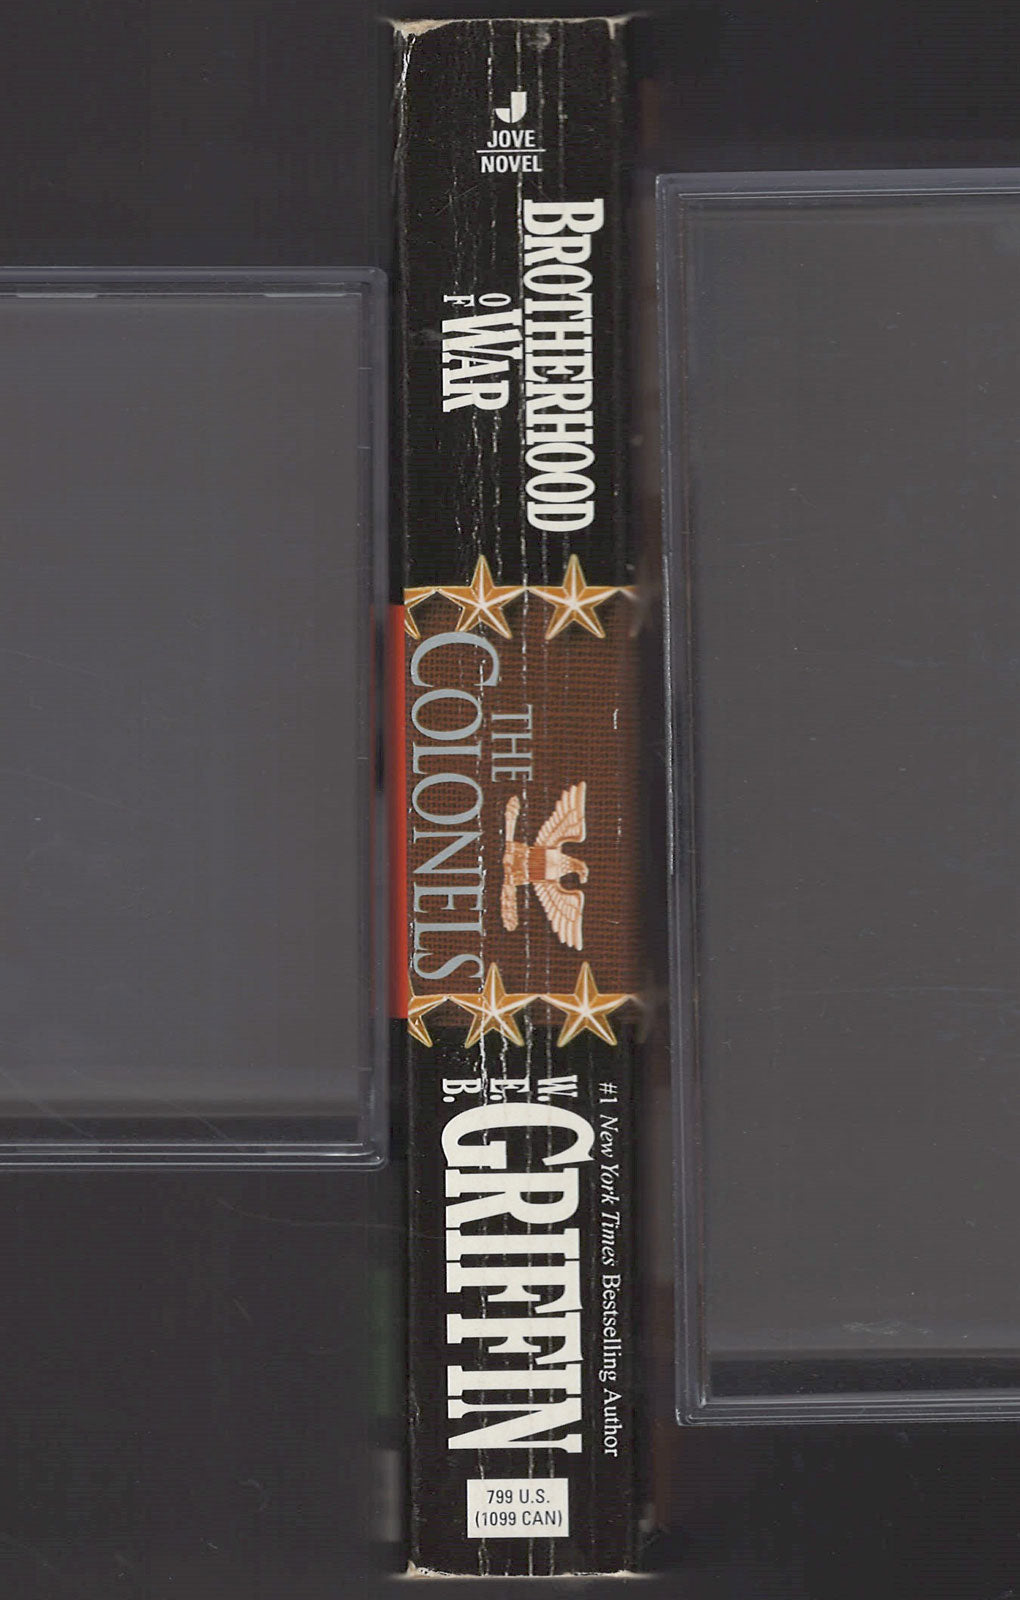 JOVE
NOVEL
BROTHERHOOD
OF WAR
THE
COLONELS
#1 New York Times Bestselling Author
W.E.B. GRIFFIN
799 U.S.
(1099 CAN)